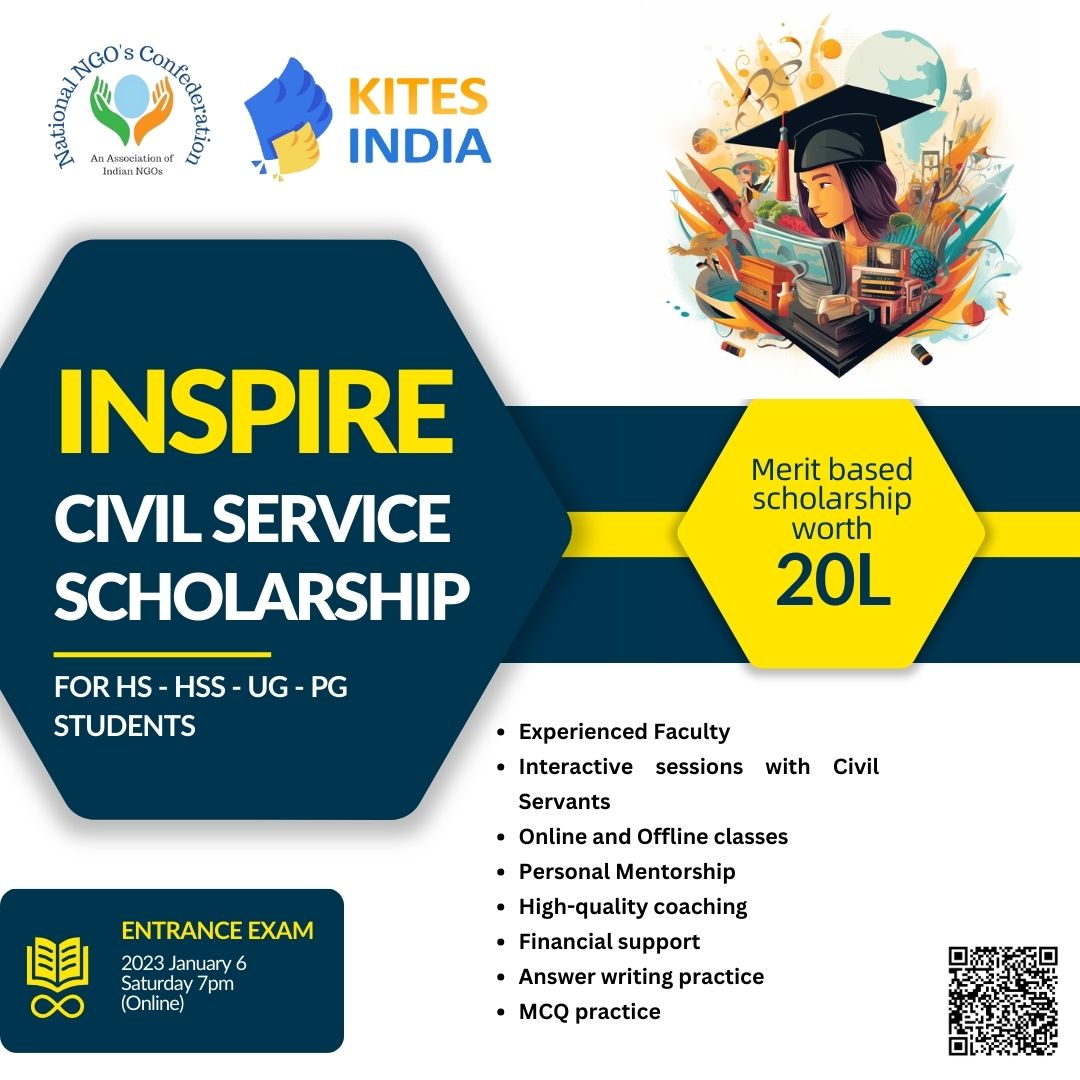 National NGO's Confederation
An Association of
Indian NGOs
KITES
INDIA
INSPIRE
CIVIL SERVICE
SCHOLARSHIP
FOR HS - HSS - UG - PG
STUDENTS
Merit based
scholarship
worth
20L
• Experienced Faculty
• Interactive sessions with Civil
Servants
• Online and Offline classes
• Personal Mentorship
• High-quality coaching
• Financial support
• Answer writing practice
• MCQ practice
ENTRANCE EXAM
2023 January 6
Saturday 7pm
(Online)